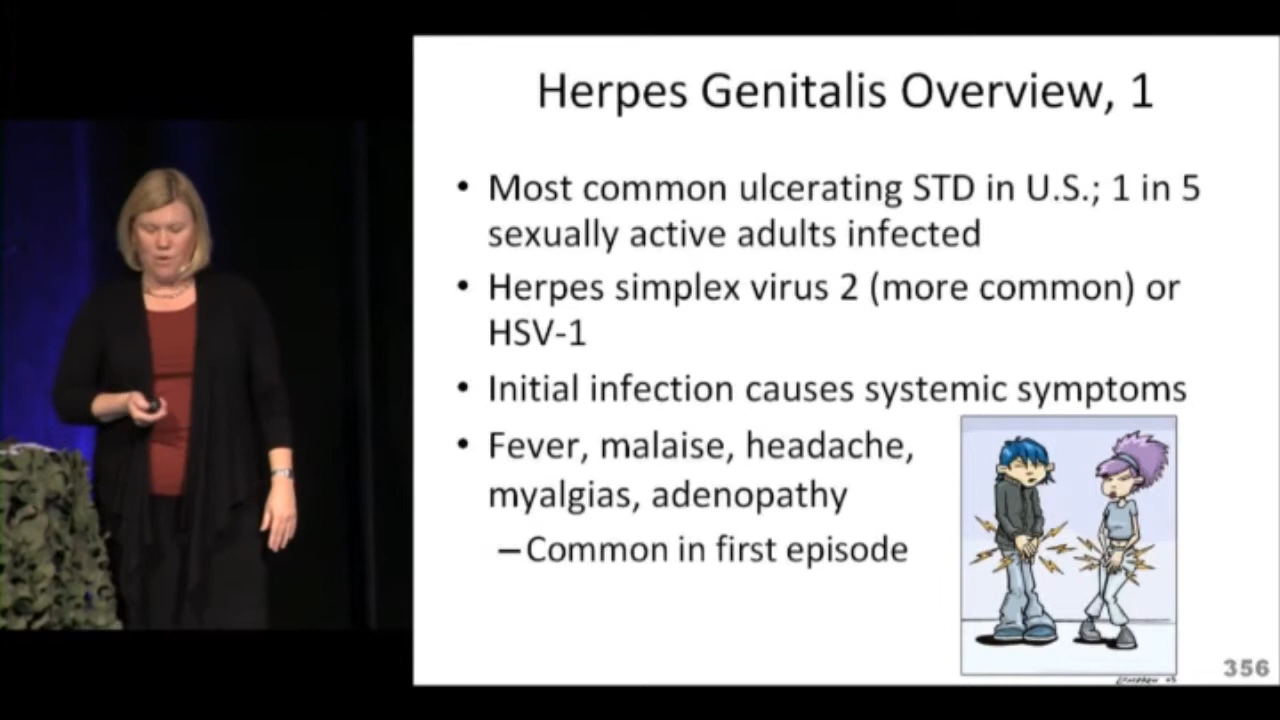 Herpes Genitalis Overview, 1
• Most common ulcerating STD in U.S.; 1 in 5
sexually active adults infected
• Herpes simplex virus 2 (more common) or
HSV-1
• Initial infection causes systemic symptoms
• Fever, malaise, headache,
myalgias, adenopathy
– Common in first episode
356